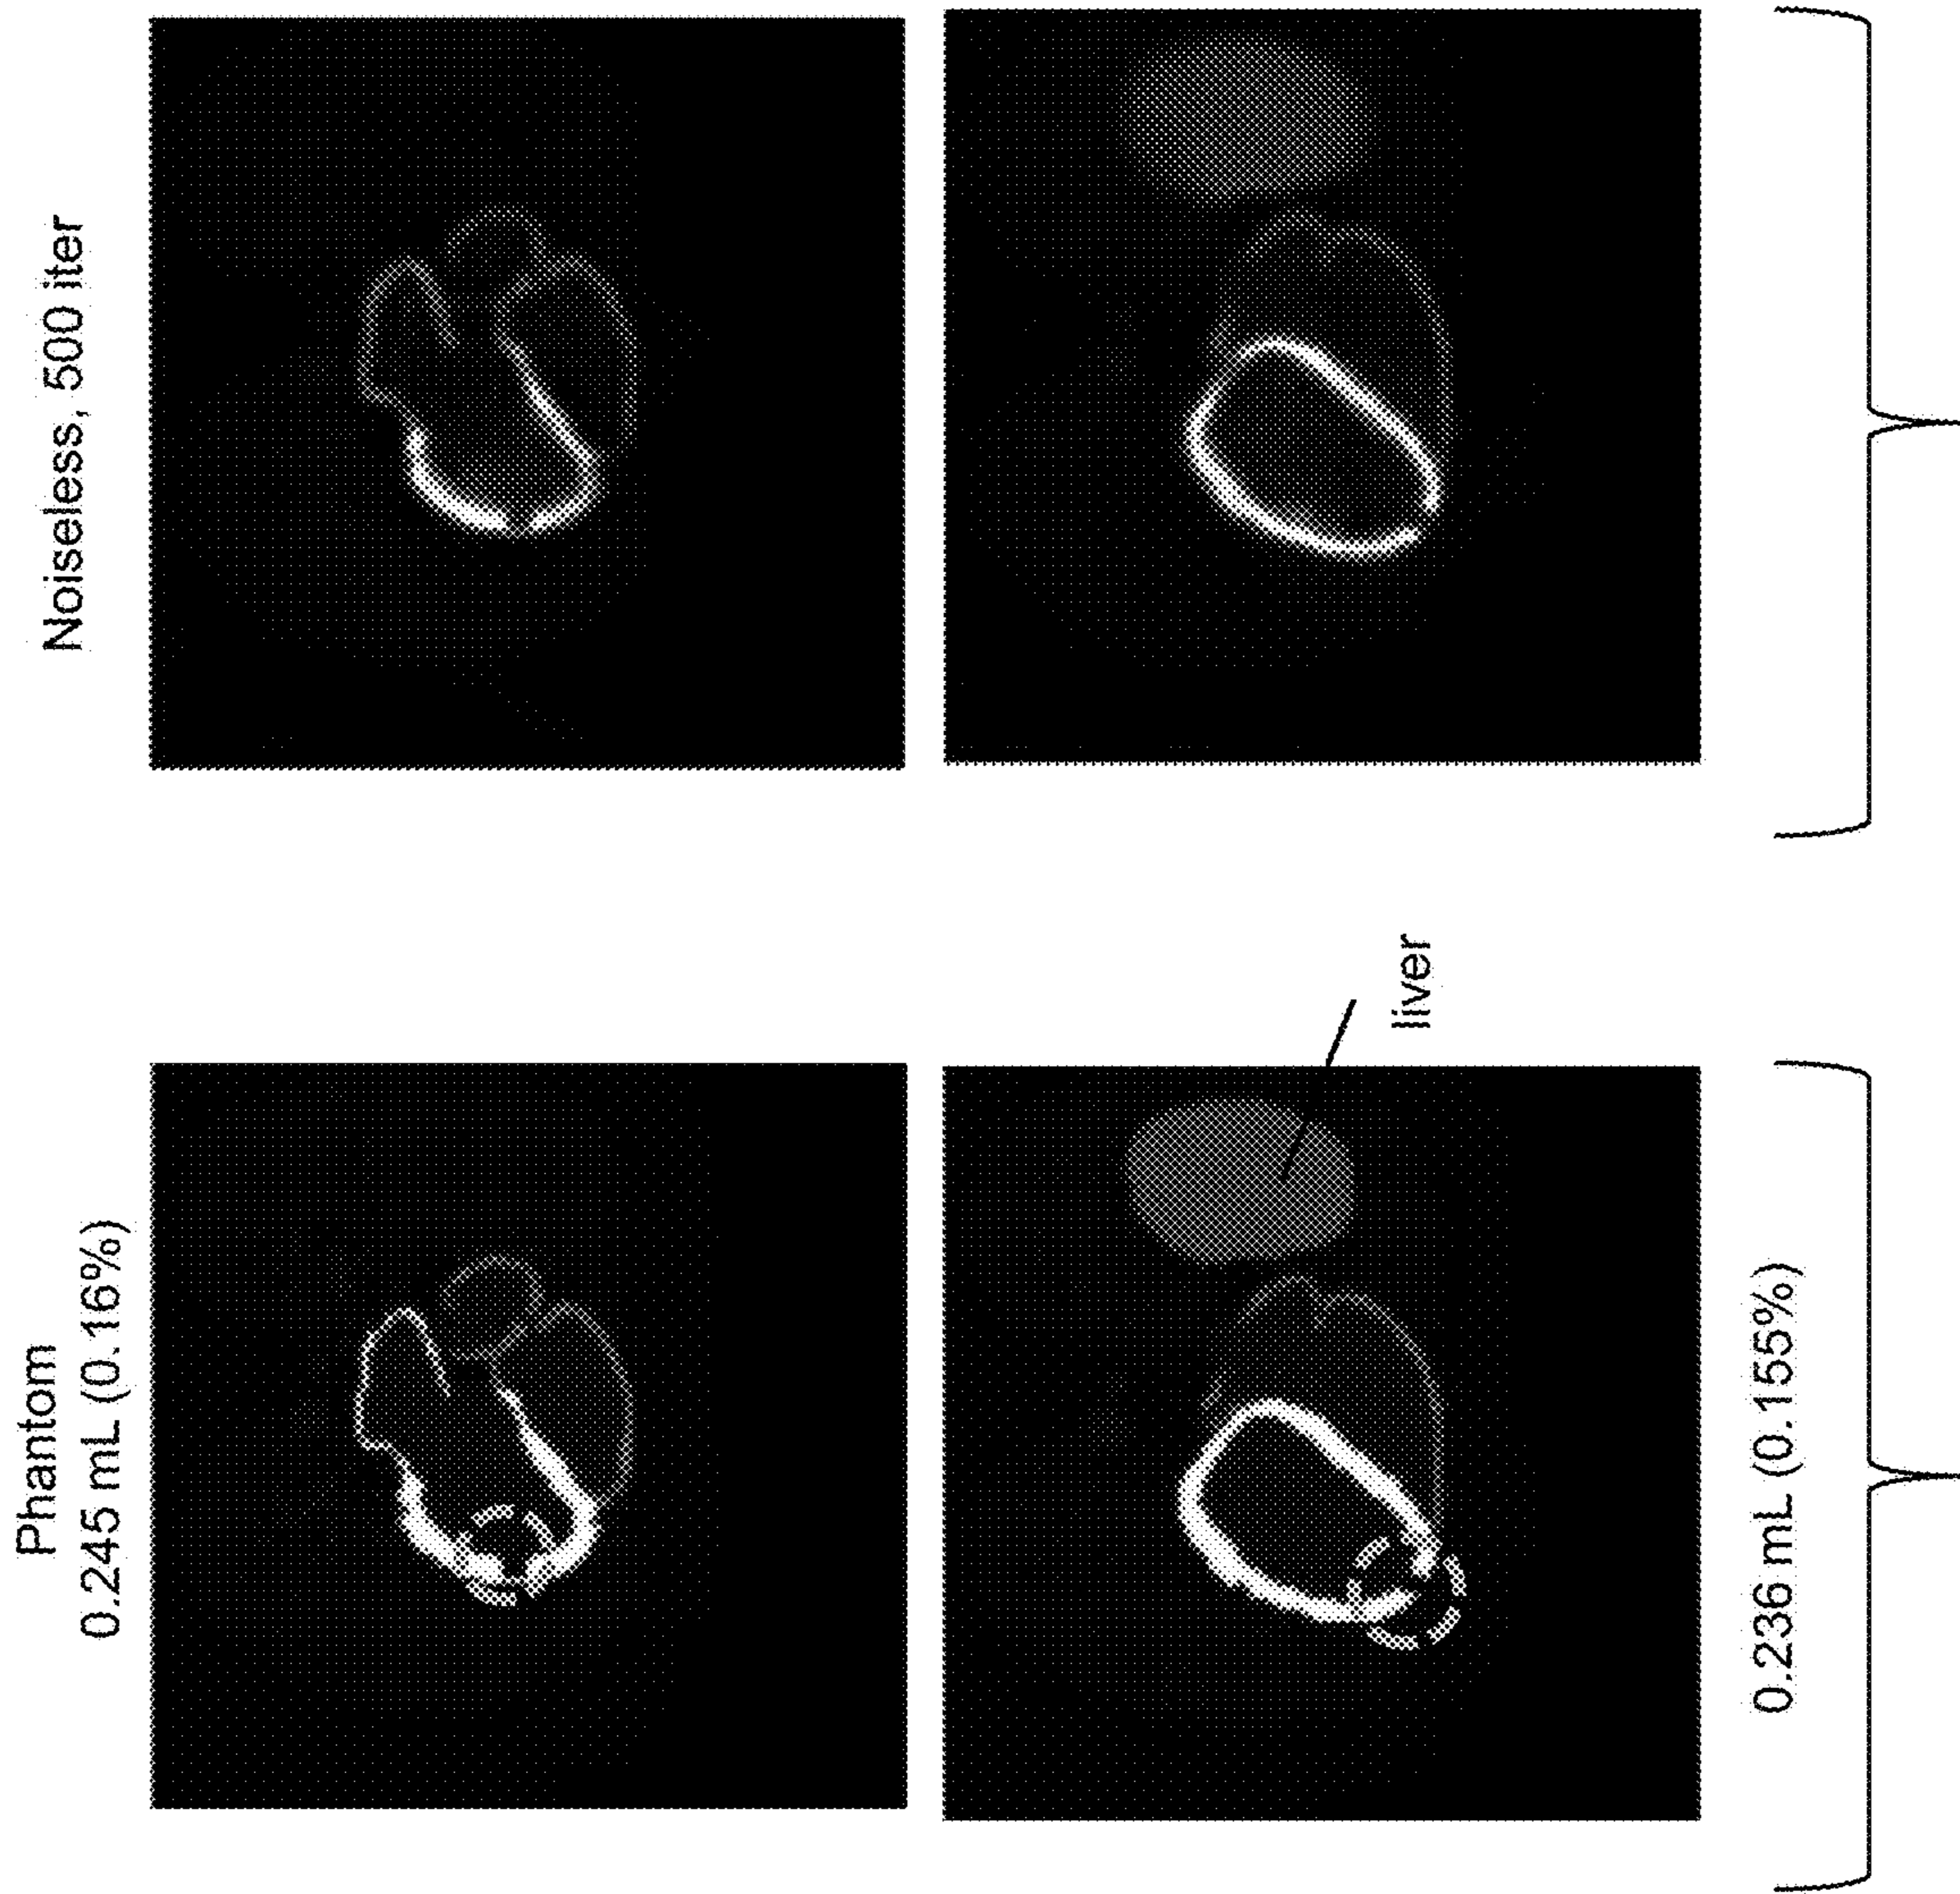 Phantom
0.245 mL (0.16%)
Noiseless, 500 iter
liver
0.236 mL (0.155%)